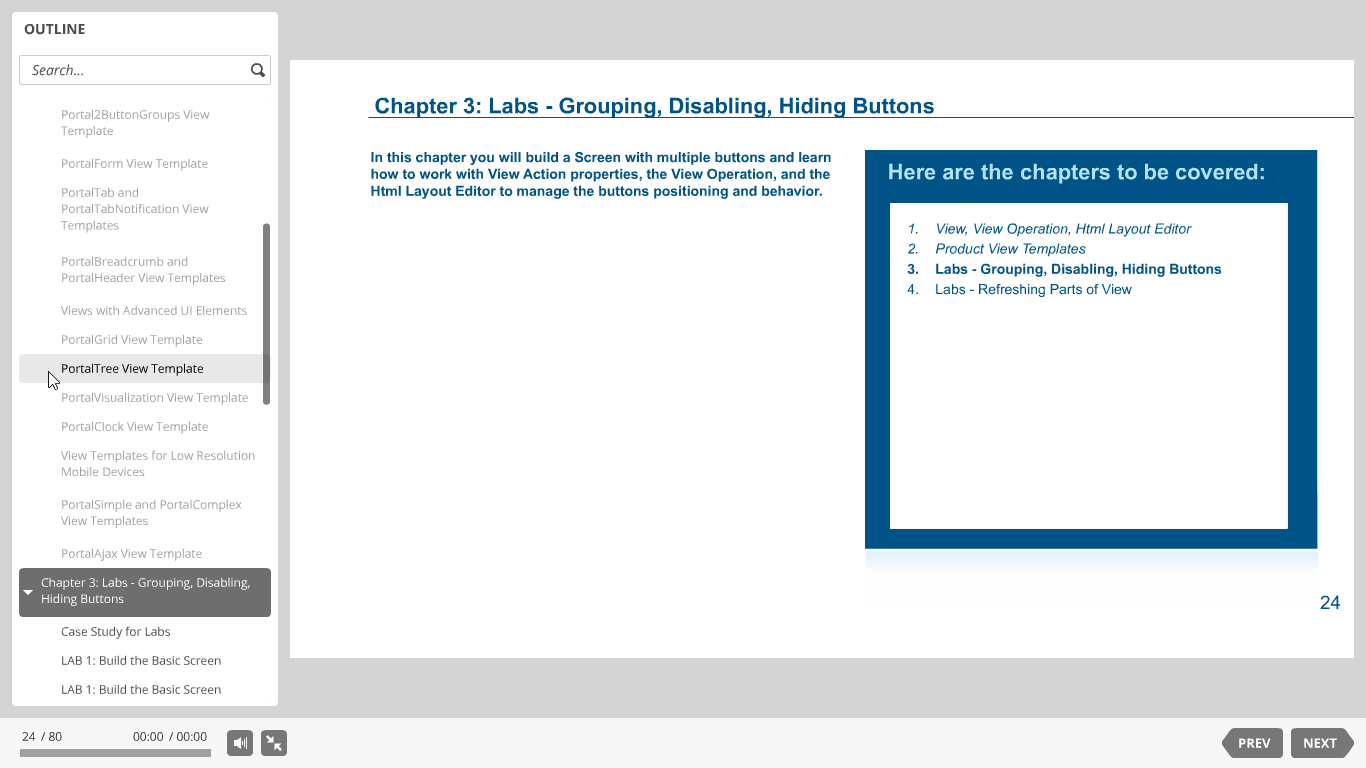 OUTLINE
Search...
Portal2ButtonGroups View
Template
PortalForm View Template
PortalTab and
PortalTabNotification View
Templates
PortalBreadcrumb and
PortalHeader View Templates
Views with Advanced UI Elements
PortalGrid View Template
PortalTree View Template
PortalVisualization View Template
PortalClock View Template
View Templates for Low Resolution
Mobile Devices
PortalSimple and PortalComplex
View Templates
PortalAjax View Template
Chapter 3: Labs - Grouping, Disabling,
Hiding Buttons
Case Study for Labs
LAB 1: Build the Basic Screen
LAB 1: Build the Basic Screen
Chapter 3: Labs - Grouping, Disabling, Hiding Buttons
In this chapter you will build a Screen with multiple buttons and learn
how to work with View Action properties, the View Operation, and the
Html Layout Editor to manage the buttons positioning and behavior.
Here are the chapters to be covered:
1. View, View Operation, Html Layout Editor
2. Product View Templates
3. Labs - Grouping, Disabling, Hiding Buttons
4. Labs - Refreshing Parts of View
24
24 / 80
00:00 / 00:00
PREV
NEXT